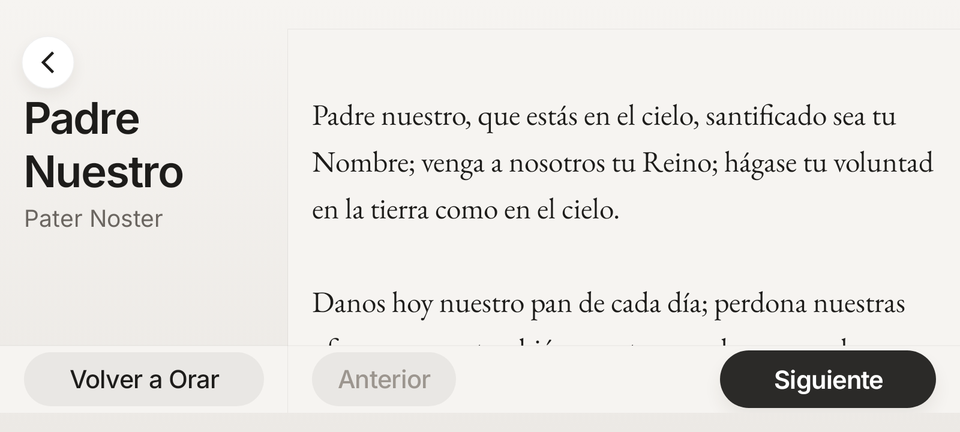 Padre
Nuestro
Pater Noster
Padre nuestro, que estás en el cielo, santificado sea tu
Nombre; venga a nosotros tu Reino; hágase tu voluntad
en la tierra como en el cielo.
Danos hoy nuestro pan de cada día; perdona nuestras
Volver a Orar
Anterior
Siguiente